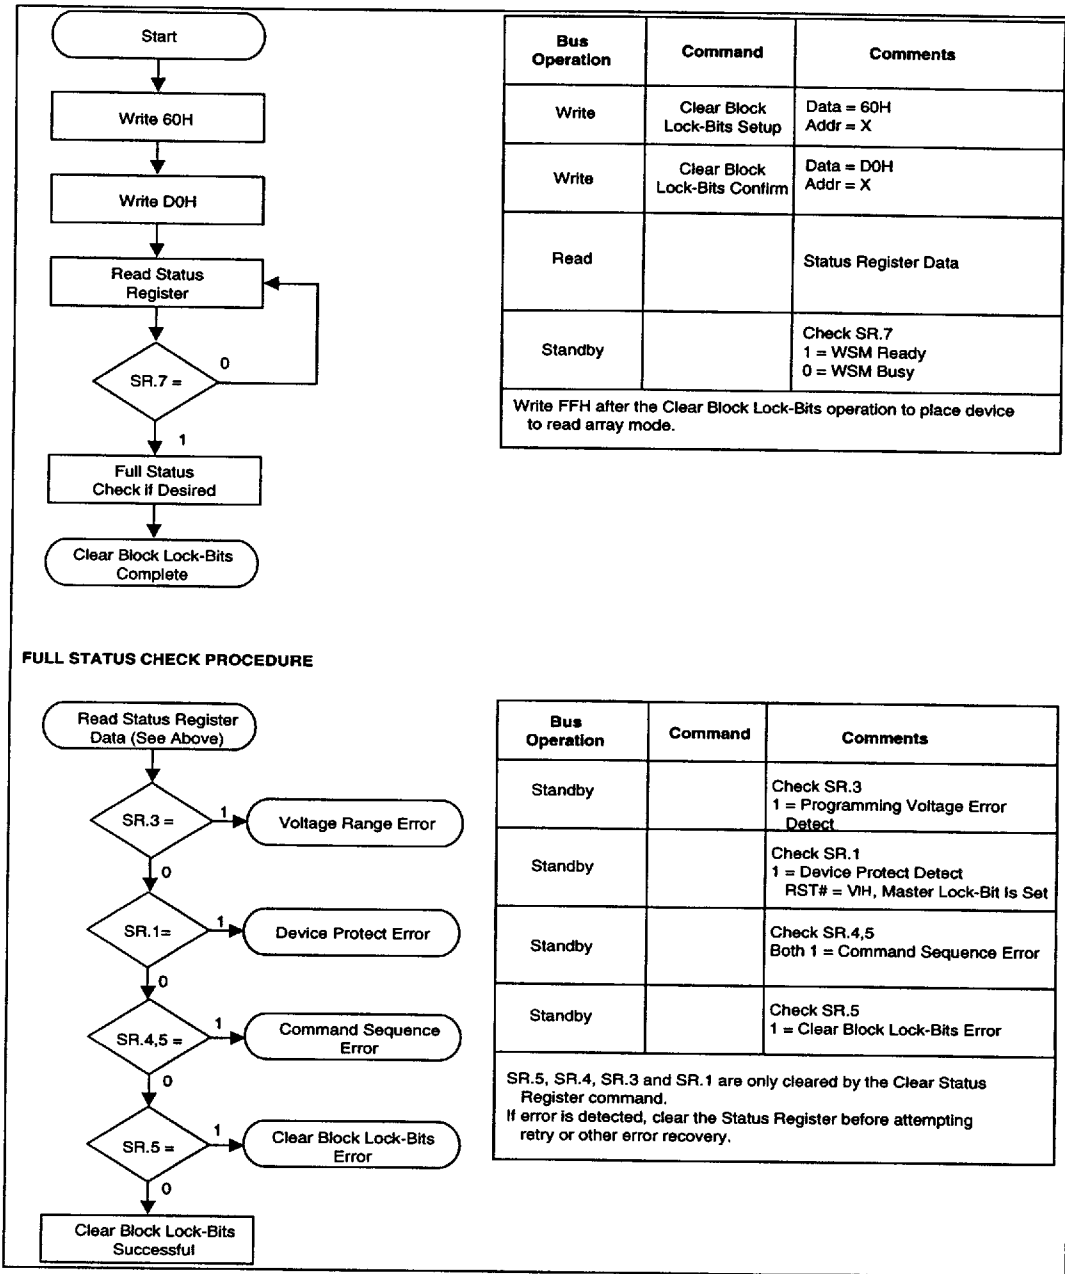 Start
Write 60H
Write D0H
Read Status
Register
SR.7 =
0
1
Full Status
Check if Desired
Clear Block Lock-Bits
Complete
Bus
Operation
Command
Comments
Write
Clear Block
Lock-Bits Setup
Data = 60H
Addr = X
Write
Clear Block
Lock-Bits Confirm
Data = D0H
Addr = X
Read
Status Register Data
Standby
Check SR.7
1 = WSM Ready
0 = WSM Busy
Write FFH after the Clear Block Lock-Bits operation to place device
to read array mode.
FULL STATUS CHECK PROCEDURE
Read Status Register
Data (See Above)
SR.3 =
1
Voltage Range Error
0
SR.1=
1
Device Protect Error
0
SR.4,5 =
1
Command Sequence
Error
0
SR.5 =
1
Clear Block Lock-Bits
Error
0
Clear Block Lock-Bits
Successful
Bus
Operation
Command
Comments
Standby
Check SR.3
1 = Programming Voltage Error
Detect
Standby
Check SR.1
1 = Device Protect Detect
RST# = VIH, Master Lock-Bit Is Set
Standby
Check SR.4,5
Both 1 = Command Sequence Error
Standby
Check SR.5
1 = Clear Block Lock-Bits Error
SR.5, SR.4, SR.3 and SR.1 are only cleared by the Clear Status
Register command.
If error is detected, clear the Status Register before attempting
retry or other error recovery.